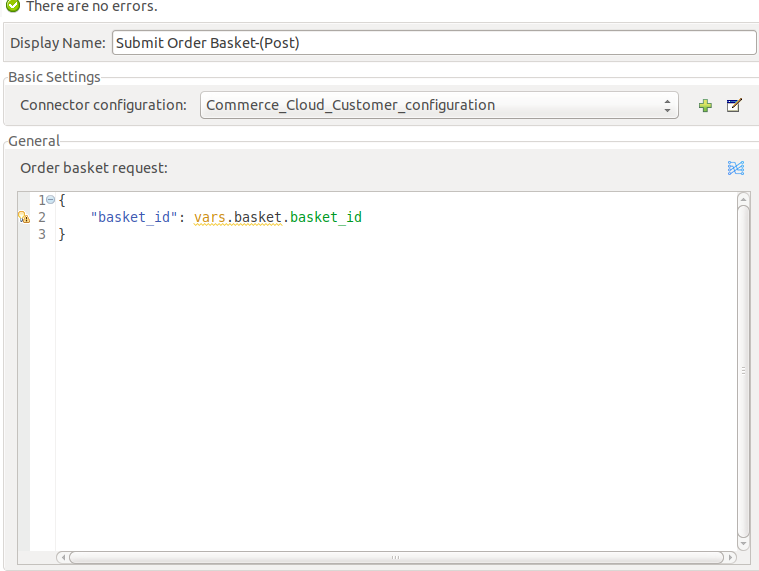 There are no errors.
Display Name: Submit Order Basket-(Post)
Basic Settings
Connector configuration: Commerce_Cloud_Customer_configuration
General
Order basket request:
1 {
2 "basket_id": vars.basket.basket_id
3 }